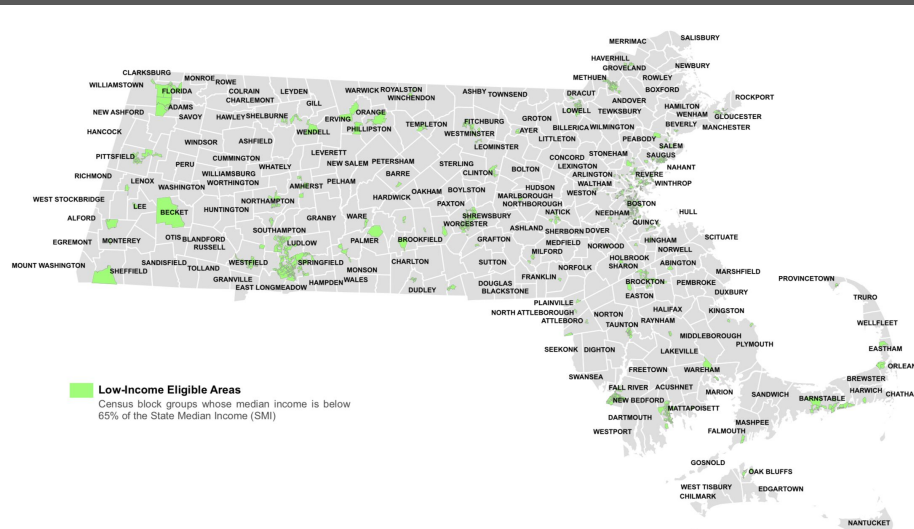 MERRIMAC
SALISBURY
HAVERHILL
GROVELAND
NEWBURY
CLARKSBURG
MONROE
ROWE
WILLIAMSTOWN
FLORIDA
COLRAIN
LEYDEN
WARWICK
ROYALSTON
WINCHENDON
ASHBY
TOWNSEND
METHUEN
DRACUT
ROWLEY
BOXFORD
ROCKPORT
NEW ASHFORD
ADAMS
SAVOY
CHARLEMONT
HAWLEY
SHELBURNE
GILL
ERVING
ORANGE
PHILLIPSTON
TEMPLETON
FITCHBURG
WESTMINSTER
GROTON
AYER
LOWELL
ANDOVER
TEWKSBURY
HAMILTON
WENHAM
GLOUCESTER
BEVERLY
MANCHESTER
HANCOCK
WINDSOR
ASHFIELD
WENDELL
LEOMINSTER
LITTLETON
BILLERICA
WILMINGTON
PEABODY
SALEM
PITTSFIELD
PERU
CUMMINGTON
WHATELY
LEVERETT
NEW SALEM
PETERSHAM
STERLING
CLINTON
BOLTON
CONCORD
STONEHAM
LEXINGTON
SAUGUS
NAHANT
RICHMOND
LENOX
WASHINGTON
WILLIAMSBURG
WORTHINGTON
AMHERST
PELHAM
BARRE
HUDSON
ARLINGTON
WALTHAM
REVERE
WINTHROP
WEST STOCKBRIDGE
LEE
HUNTINGTON
NORTHAMPTON
HARDWICK
OAKHAM
BOYLSTON
PAXTON
MARLBOROUGH
NORTHBOROUGH
WESTON
BOSTON
ALFORD
BECKET
GRANBY
WARE
SHREWSBURY
WORCESTER
NATICK
NEEDHAM
HULL
EGREMONT
MONTEREY
OTIS
BLANDFORD
RUSSELL
SOUTHAMPTON
LUDLOW
PALMER
BROOKFIELD
GRAFTON
ASHLAND
SHERBORN
DOVER
QUINCY
SCITUATE
MOUNT WASHINGTON
SHEFFIELD
SANDISFIELD
TOLLAND
WESTFIELD
SPRINGFIELD
MONSON
CHARLTON
SUTTON
MILFORD
MEDFIELD
NORWOOD
HINGHAM
NORWELL
GRANVILLE
EAST LONGMEADOW
HAMPDEN
WALES
DUDLEY
DOUGLAS
BLACKSTONE
FRANKLIN
NORFOLK
HOLBROOK
SHARON
ABINGTON
MARSHFIELD
PROVINCETOWN
BROCKTON
PEMBROKE
DUXBURY
TRURO
PLAINVILLE
EASTON
NORTH ATTLEBOROUGH
ATTLEBORO
NORTON
HALIFAX
KINGSTON
TAUNTON
RAYNHAM
WELLFLEET
SEEKONK
DIGHTON
MIDDLEBOROUGH
LAKEVILLE
PLYMOUTH
EASTHAM
SWANSEA
FREETOWN
WAREHAM
ORLEAN
BREWSTER
FALL RIVER
ACUSHNET
MARION
SANDWICH
BARNSTABLE
HARWICH
CHATHA
NEW BEDFORD
MATTAPOISETT
DARTMOUTH
MASHPEE
FALMOUTH
WESTPORT
GOSNOLD
OAK BLUFFS
WEST TISBURY
CHILMARK
EDGARTOWN
NANTUCKET
Low-Income Eligible Areas
Census block groups whose median income is below
65% of the State Median Income (SMI)